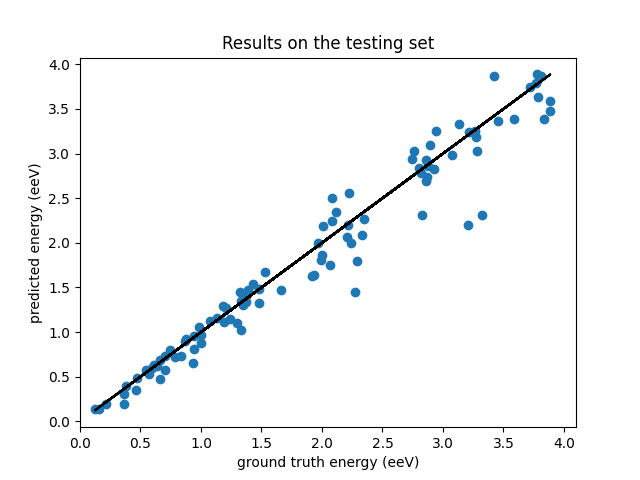 Results on the testing set
predicted energy (eeV)
4.0
3.5
3.0
2.5
2.0
1.5
1.0
0.5
0.0
0.0 0.5 1.0 1.5 2.0 2.5 3.0 3.5 4.0
ground truth energy (eeV)